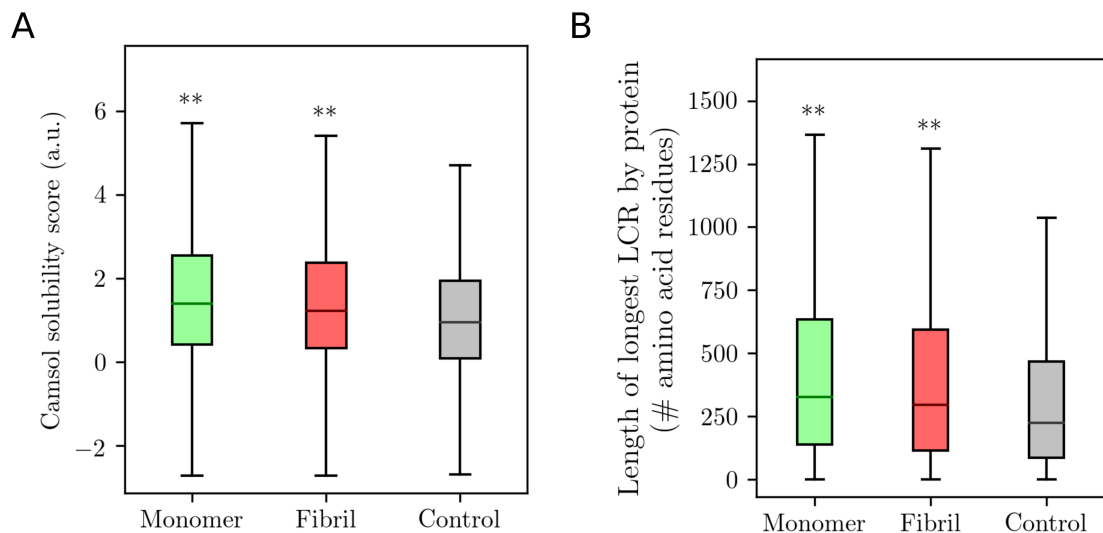 A
Camsol solubility score (a.u.)
6
4
2
0
−2
**
**
Monomer
Fibril
Control
B
Length of longest LCR by protein
(# amino acid residues)
1500
1250
1000
750
500
250
0
**
**
Monomer
Fibril
Control